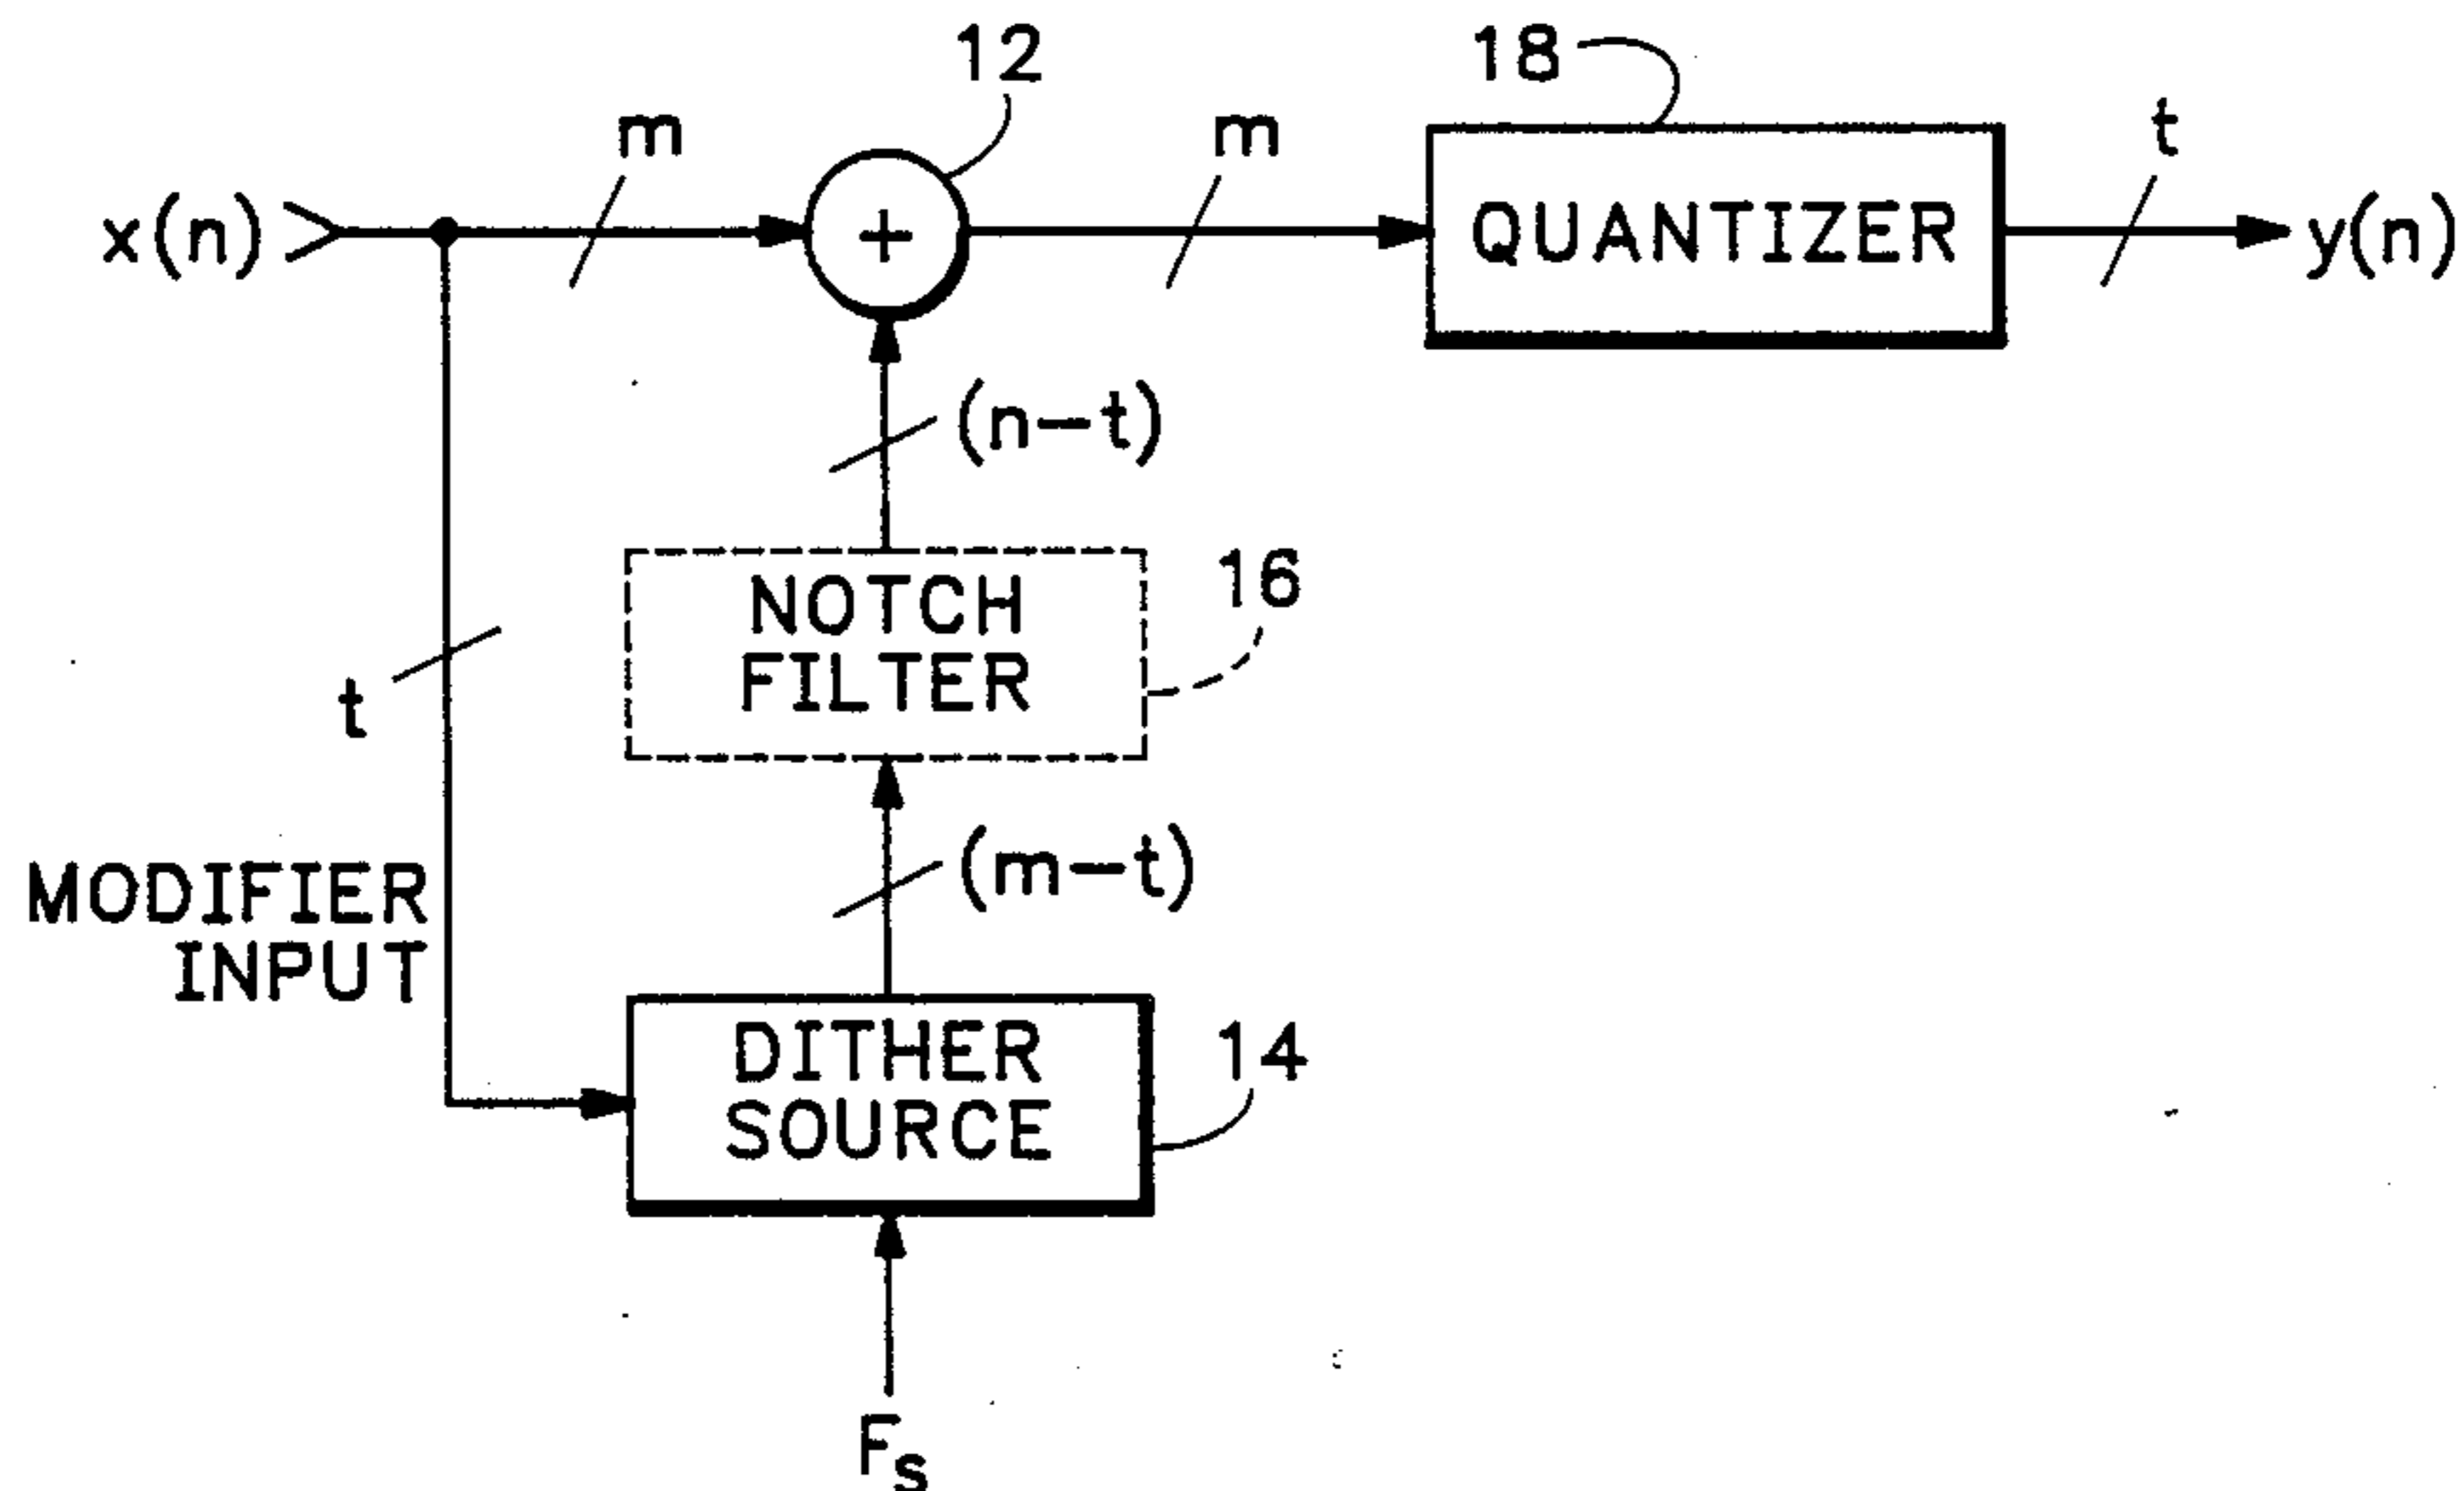 12
18
m
m
t
x(n)
+
QUANTIZER
y(n)
(n-t)
NOTCH
FILTER
16
t
(m-t)
MODIFIER
INPUT
DITHER
SOURCE
14
Fs